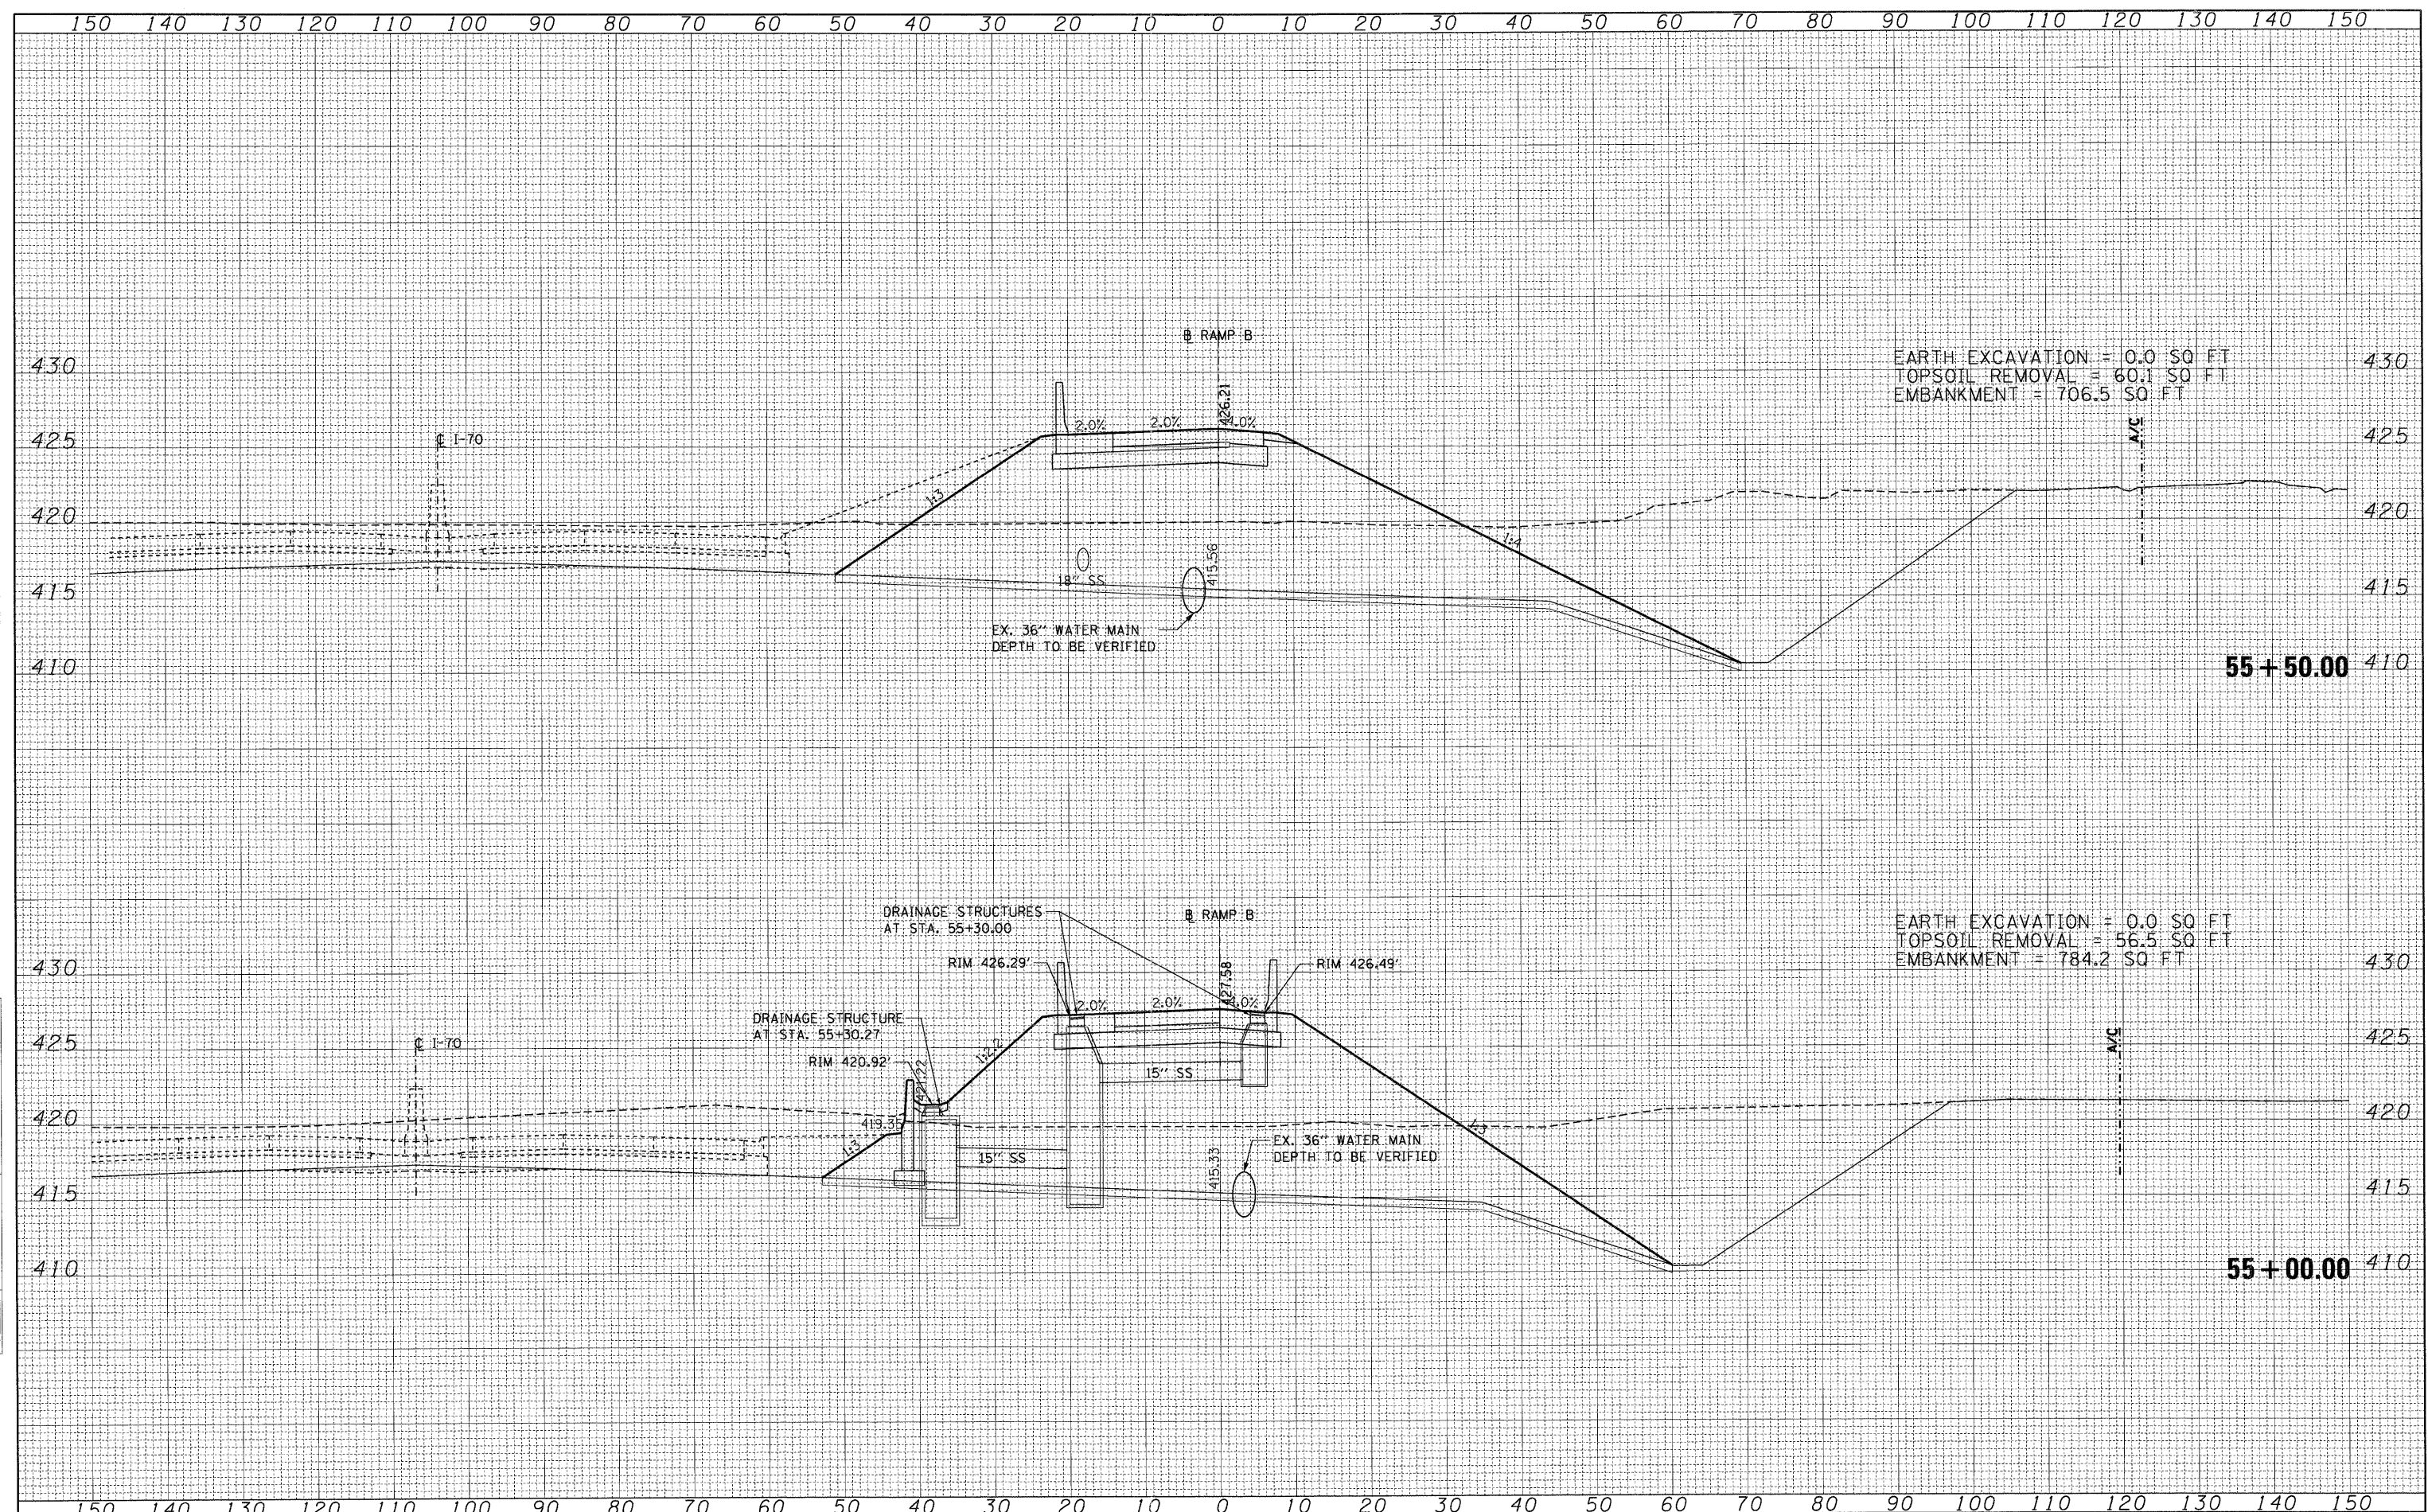 150 140 130 120 110 100 90 80 70 60 50 40 30 20 10 0 10 20 30 40 50 60 70 80 90 100 110 120 130 140 150
℄ RAMP B
EARTH EXCAVATION = 0.0 SQ FT
TOPSOIL REMOVAL = 60.1 SQ FT
EMBANKMENT = 706.5 SQ FT
430
430
426.21
2.0%
2.0%
4.0%
A/C
425
℄ I-70
425
1:3
420
420
1:4
415.56
18" SS
415
415
EX. 36" WATER MAIN
DEPTH TO BE VERIFIED
410
55+50.00
410
DRAINAGE STRUCTURES
AT STA. 55+30.00
℄ RAMP B
EARTH EXCAVATION = 0.0 SQ FT
TOPSOIL REMOVAL = 56.5 SQ FT
EMBANKMENT = 784.2 SQ FT
430
RIM 426.29'
427.58
RIM 426.49'
430
2.0%
2.0%
4.0%
DRAINAGE STRUCTURE
AT STA. 55+30.27
425
℄ I-70
A/C
425
1:2.2
RIM 420.92'
421.22
15" SS
420
419.35
1:3
420
1:3
15" SS
EX. 36" WATER MAIN
DEPTH TO BE VERIFIED
415.33
415
415
410
55+00.00
410
150 140 130 120 110 100 90 80 70 60 50 40 30 20 10 0 10 20 30 40 50 60 70 80 90 100 110 120 130 140 150